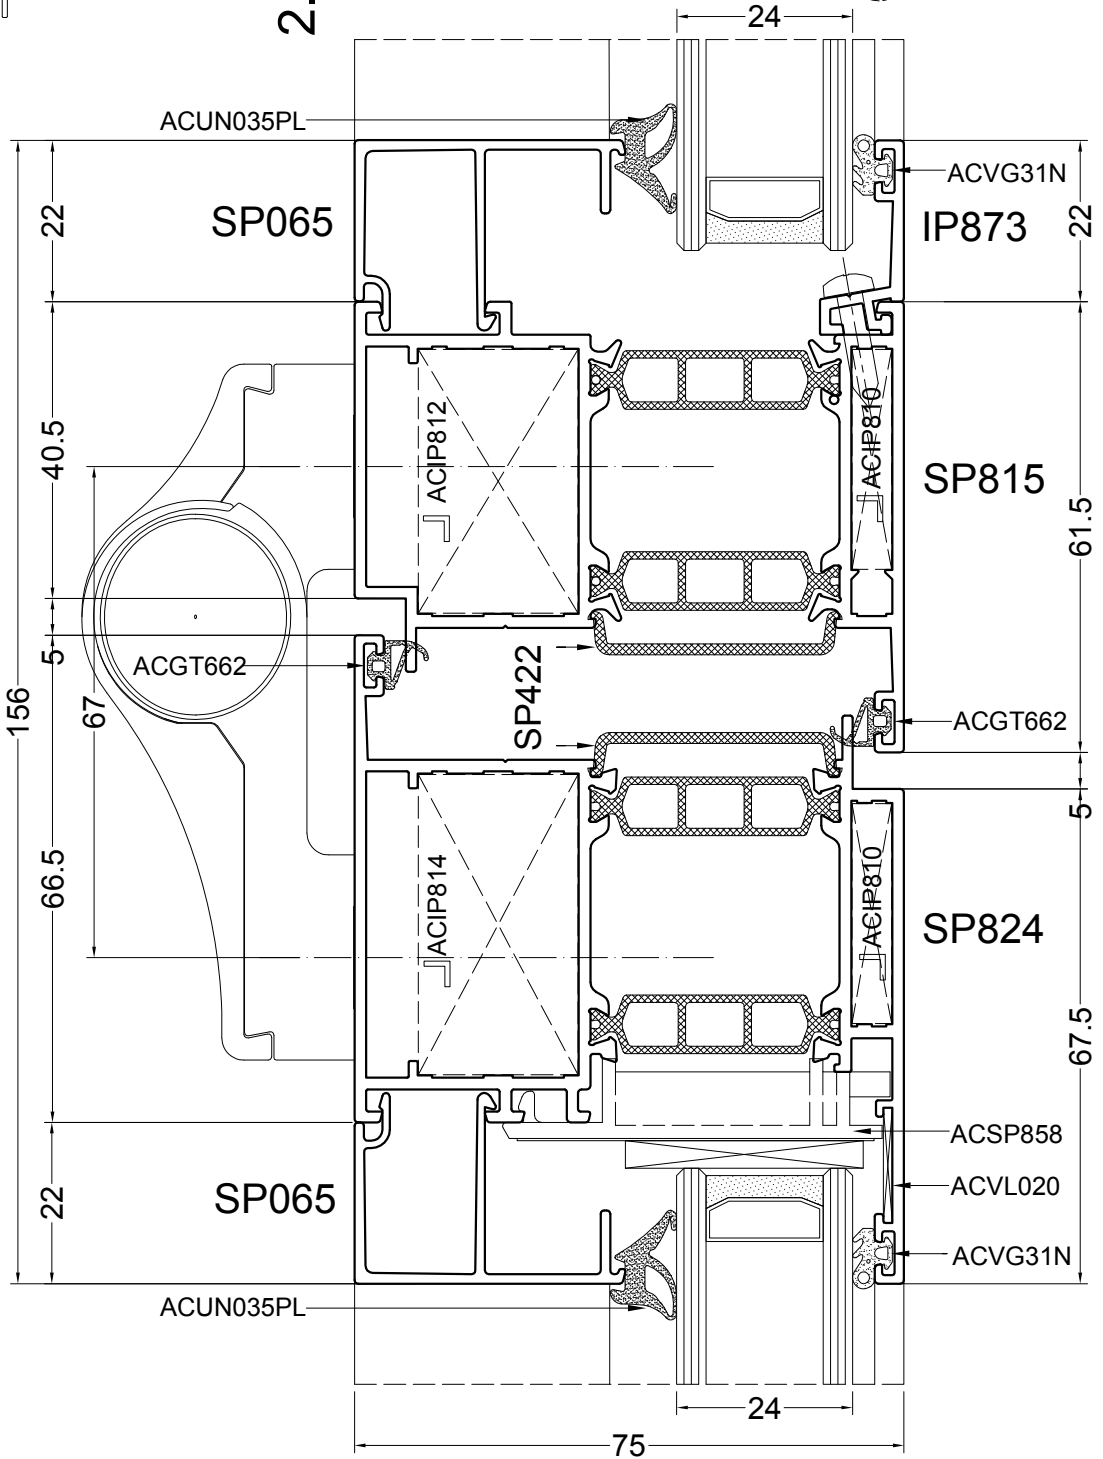 2.
24
ACUN035PL
ACVG31N
22
SP065
IP873
22
ACIP812
ACIP810
40.5
SP815
61.5
5
ACGT662
SP422
156
67
ACGT662
5
66.5
ACIP814
ACIP810
SP824
67.5
ACSP858
SP065
ACVL020
22
ACVG31N
ACUN035PL
24
75